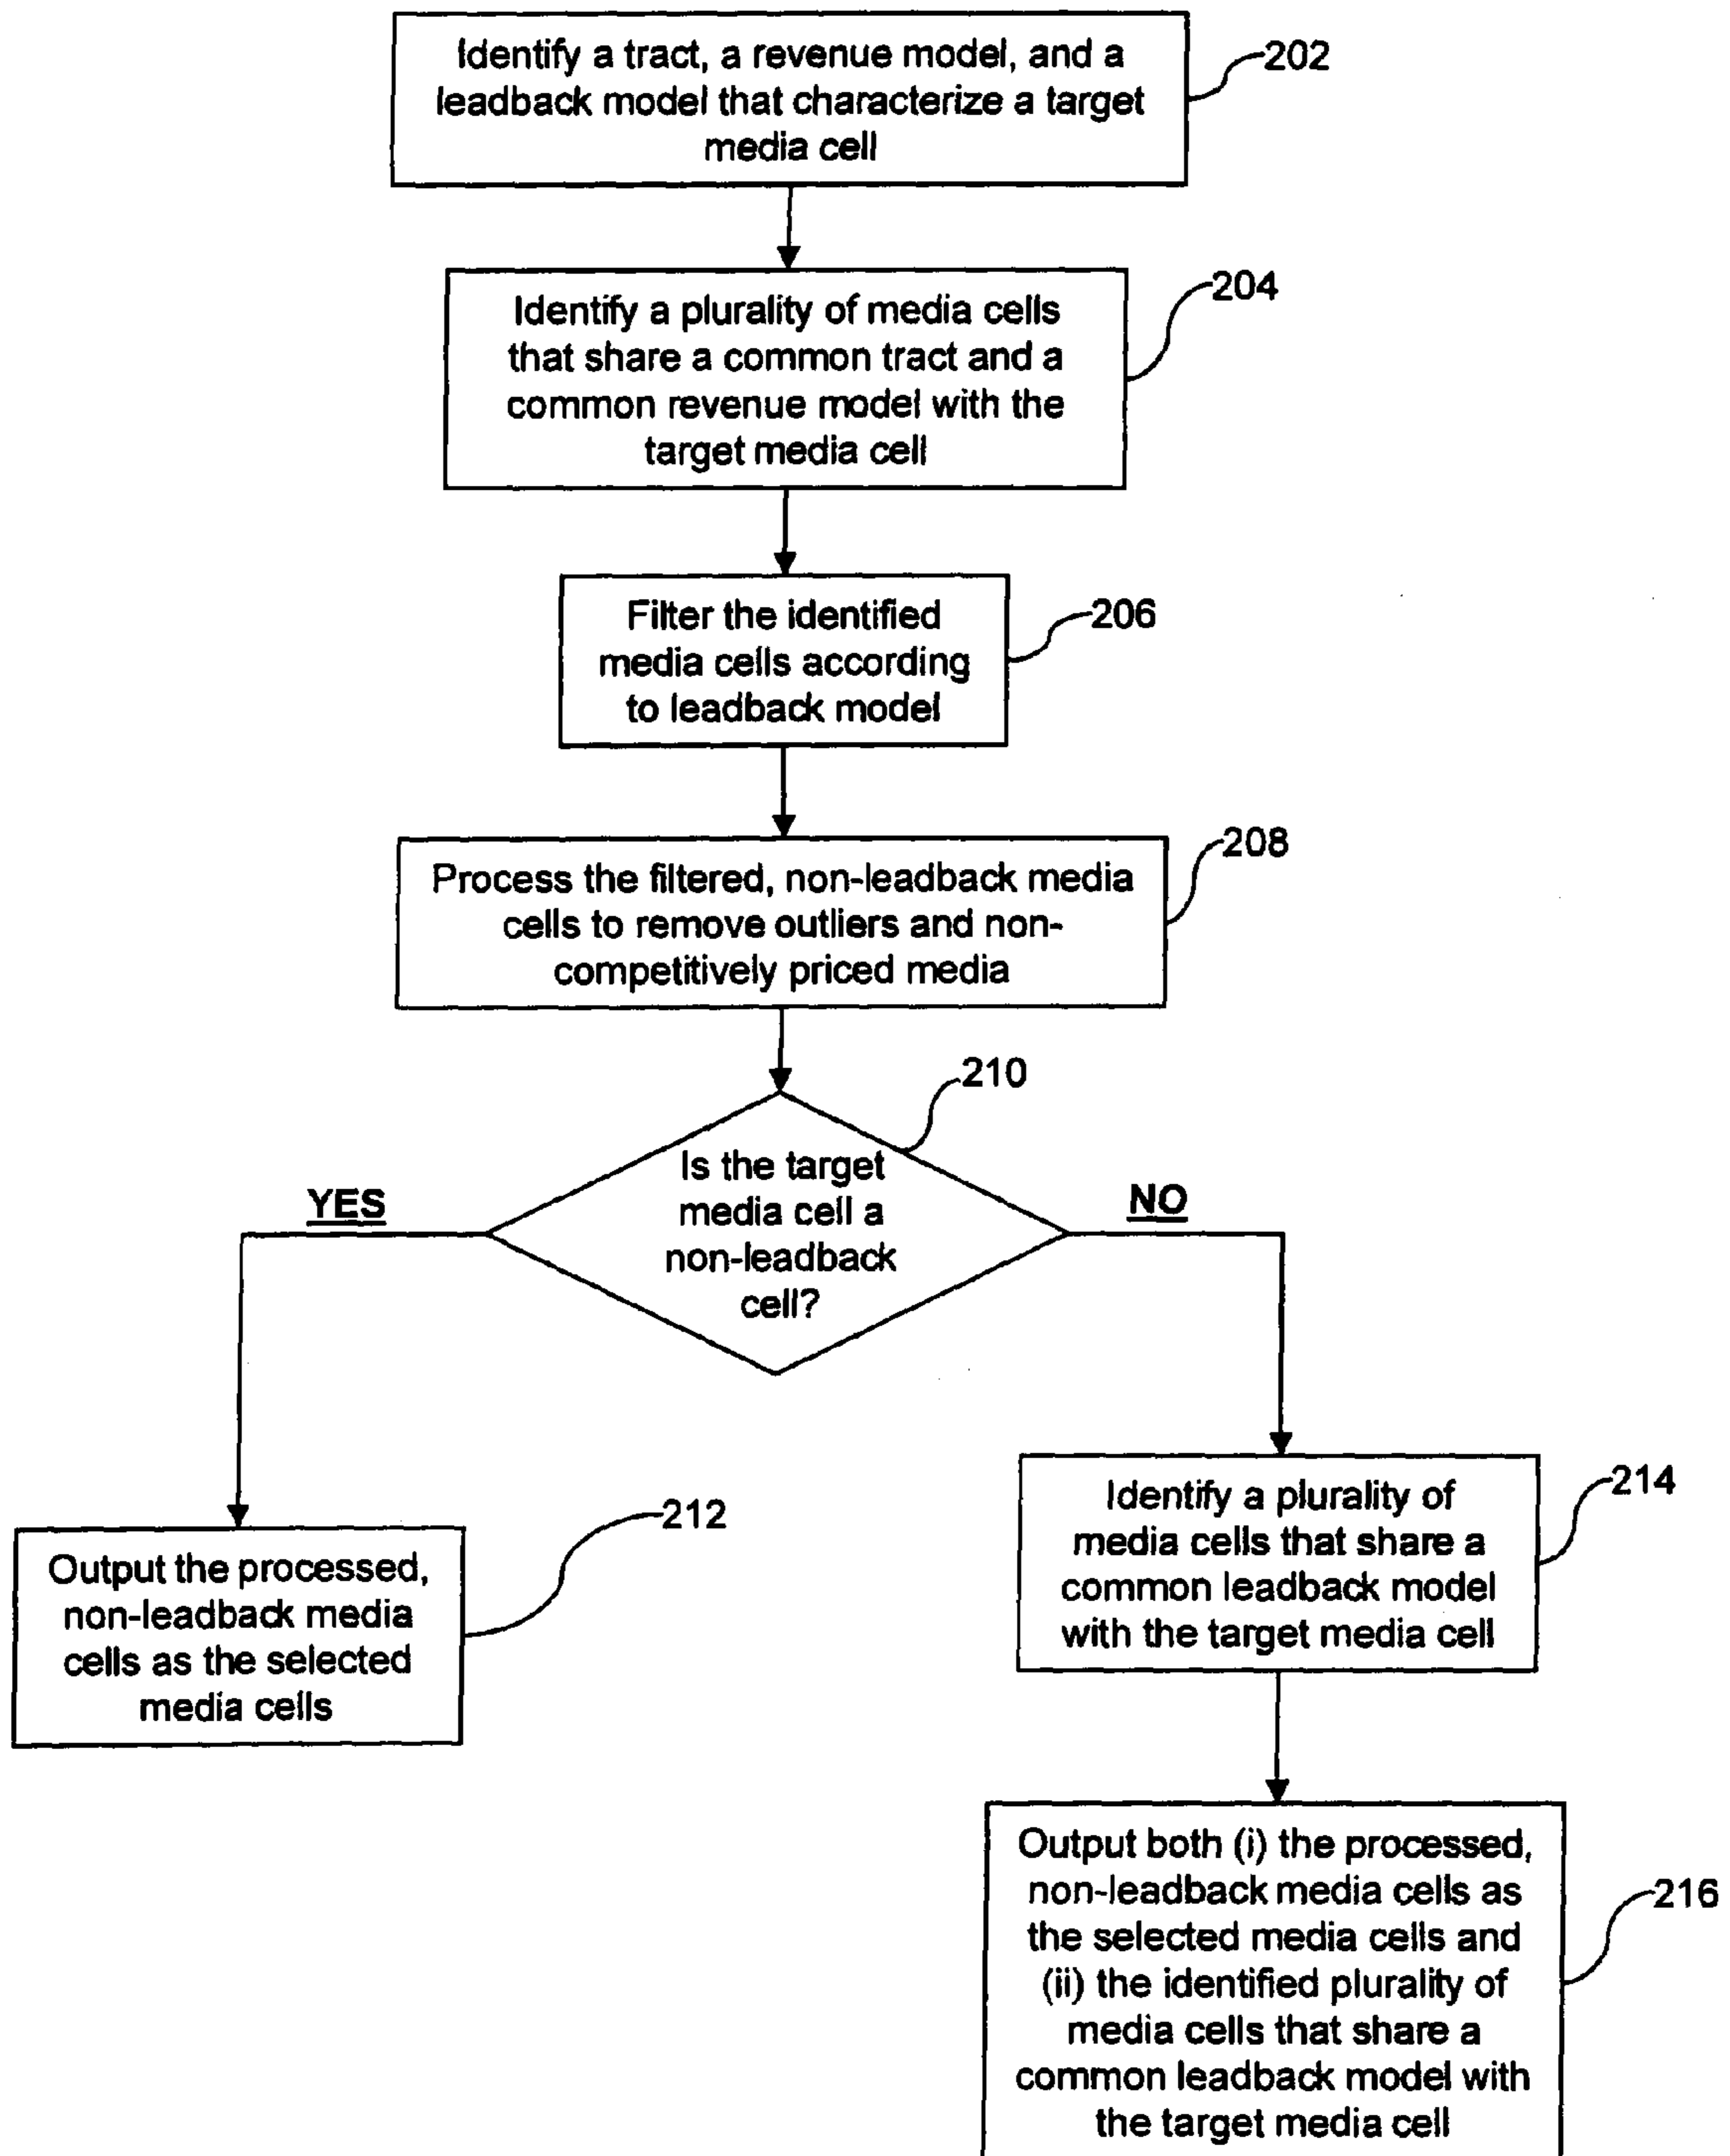 Identify a tract, a revenue model, and a
leadback model that characterize a target
media cell
202
Identify a plurality of media cells
that share a common tract and a
common revenue model with the
target media cell
204
Filter the identified
media cells according
to leadback model
206
Process the filtered, non-leadback media
cells to remove outliers and non-
competitively priced media
208
210
Is the target
media cell a
non-leadback
cell?
YES
NO
Output the processed,
non-leadback media
cells as the selected
media cells
212
Identify a plurality of
media cells that share a
common leadback model
with the target media cell
214
Output both (i) the processed,
non-leadback media cells as
the selected media cells and
(ii) the identified plurality of
media cells that share a
common leadback model with
the target media cell
216